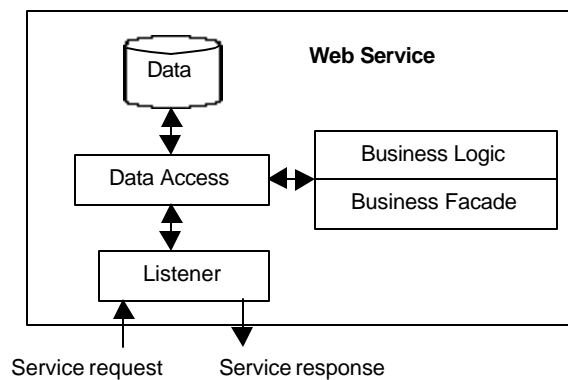 Web Service
Data
Data Access
Business Logic
Business Facade
Listener
Service request
Service response